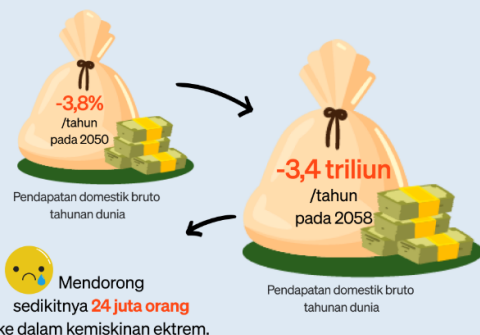 -3,8%
/tahun
pada 2050
Pendapatan domestik bruto
tahunan dunia
-3,4 triliun
/tahun
pada 2058
Pendapatan domestik bruto
tahunan dunia
Mendorong
sedikitnya 24 juta orang
ke dalam kemiskinan ektrem.